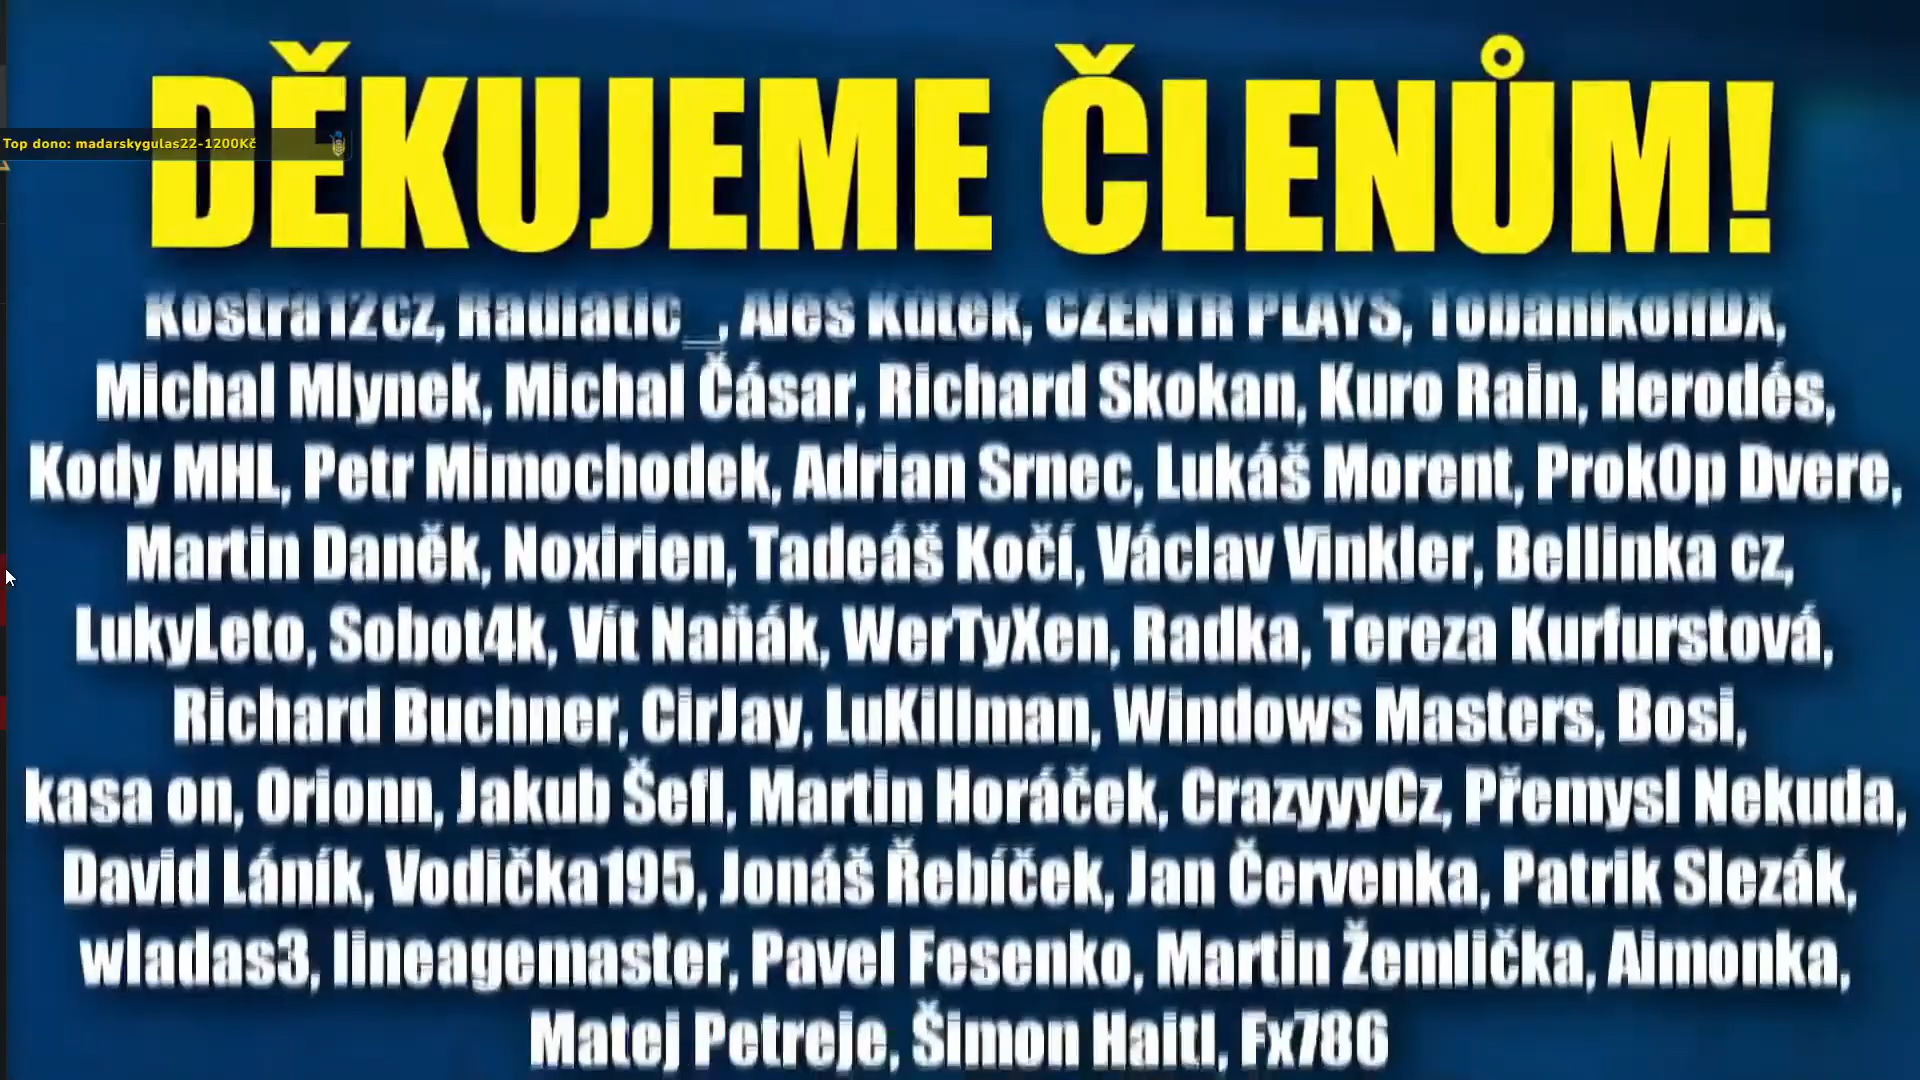 DĚKUJEME ČLENŮM!
Top dono: madarskygulas22-1200Kč
Kostra12cz, Radiatic__, Aleš Kutek, CZENTR PLAYS,
Michal Mlynek, Michal Čásar, Richard Skokan, Kuro Rain, Herodés,
Kody MHL, Petr Mimochodek, Adrian Srnec, Lukáš Morent, Prok0p Dvere,
Martin Daněk, Noxirien, Tadeáš Kočí, Václav Vinkler, Bellinka cz,
LukyLeto, Sobot4k, Vít Naňák, WerTyXen, Radka, Tereza Kurfurstová,
Richard Buchner, CirJay, LuKillman, Windows Masters, Bosi,
kasa on, Orionn, Jakub Šefl, Martin Horáček, CrazyyyCz, Přemysl Nekuda,
David Láník, Vodička195, Jonáš Řebíček, Jan Červenka, Patrik Slezák,
wladas3, lineagemaster, Pavel Fesenko, Martin Žemlička, Aimonka,
Matej Petreje, Šimon Haitl, Fx786